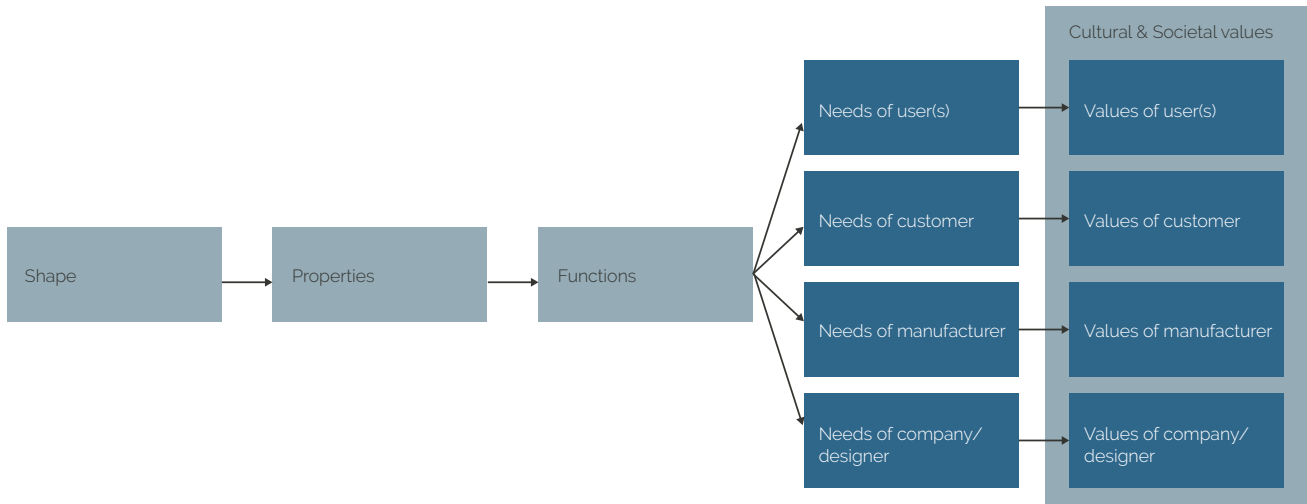 Cultural & Societal values
Needs of user(s)
Values of user(s)
Needs of customer
Values of customer
Shape
Properties
Functions
Needs of manufacturer
Values of manufacturer
Needs of company/
designer
Values of company/
designer